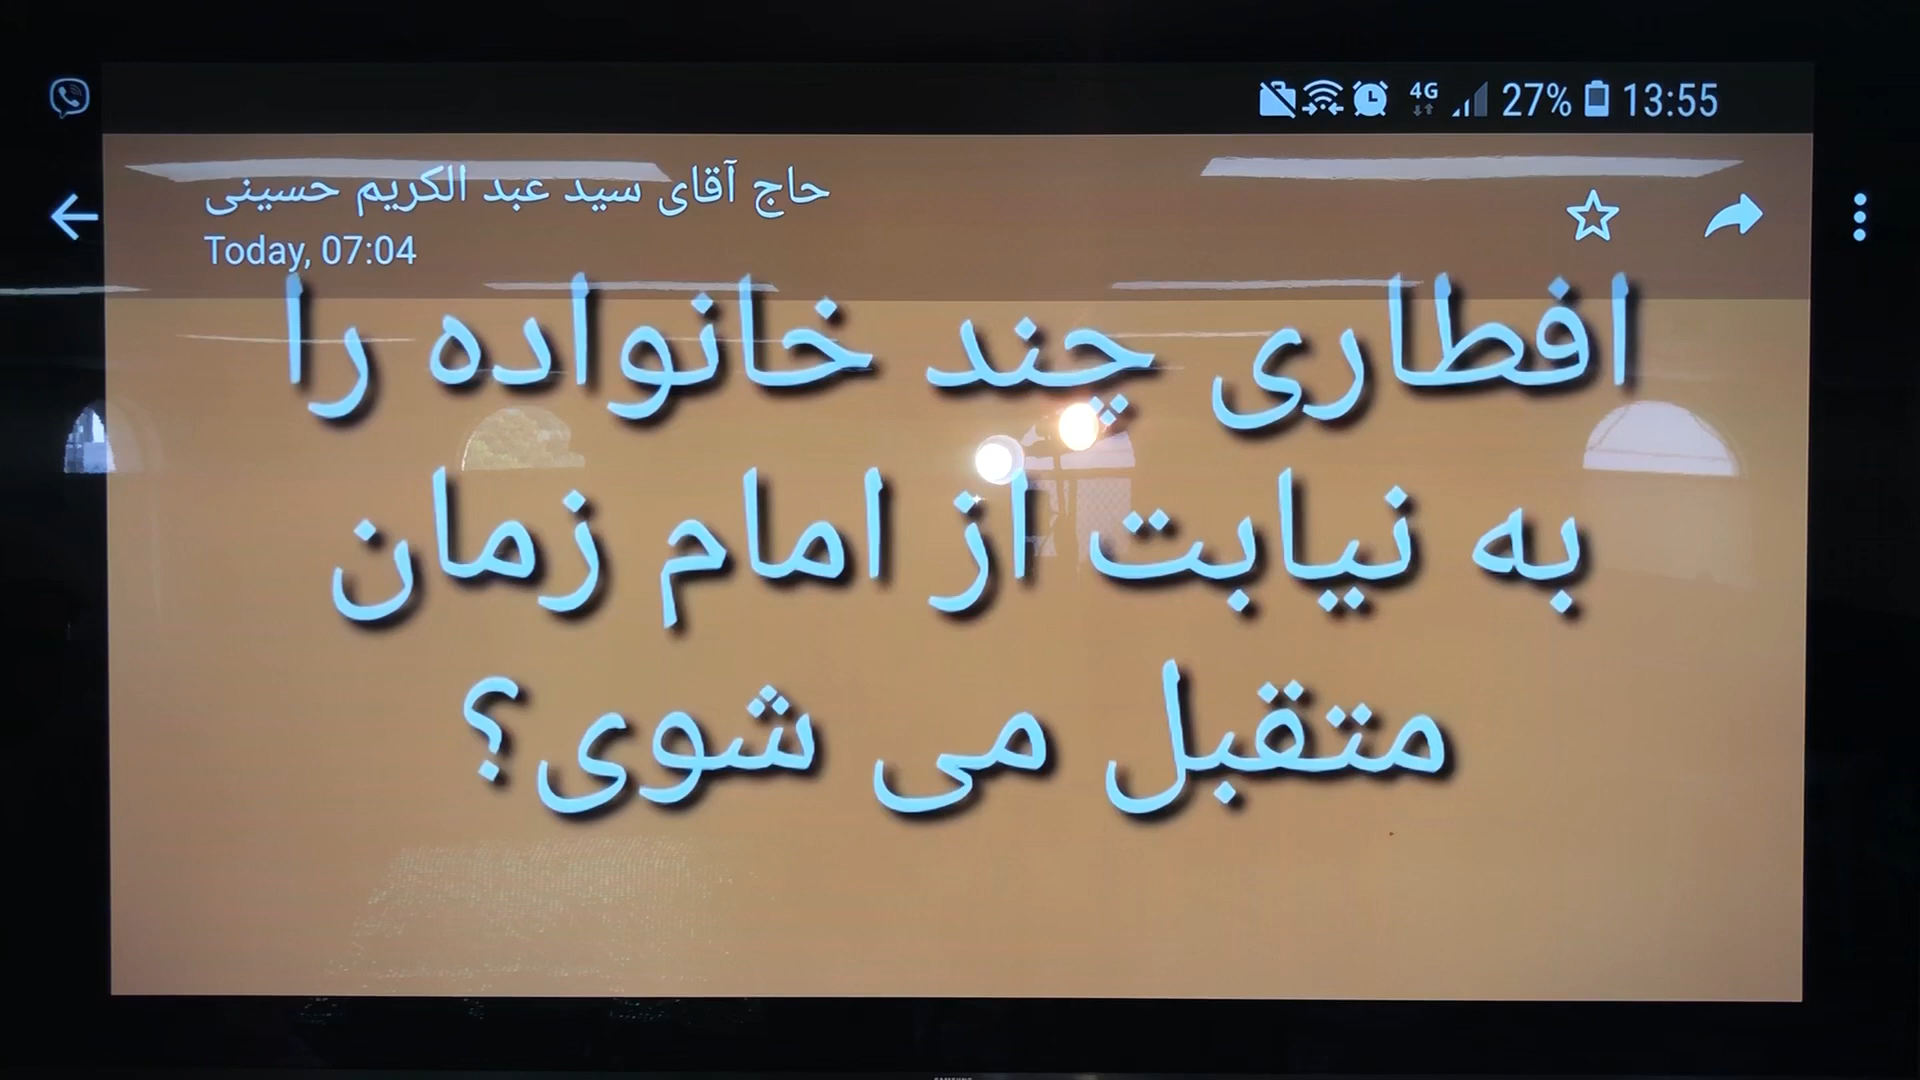 4G 27% 13:55
حاج آقای سید عبد الکریم حسینی
Today, 07:04
افطاری چند خانواده را
به نیابت از امام زمان
متقبل می شوی؟
SAMSUNG